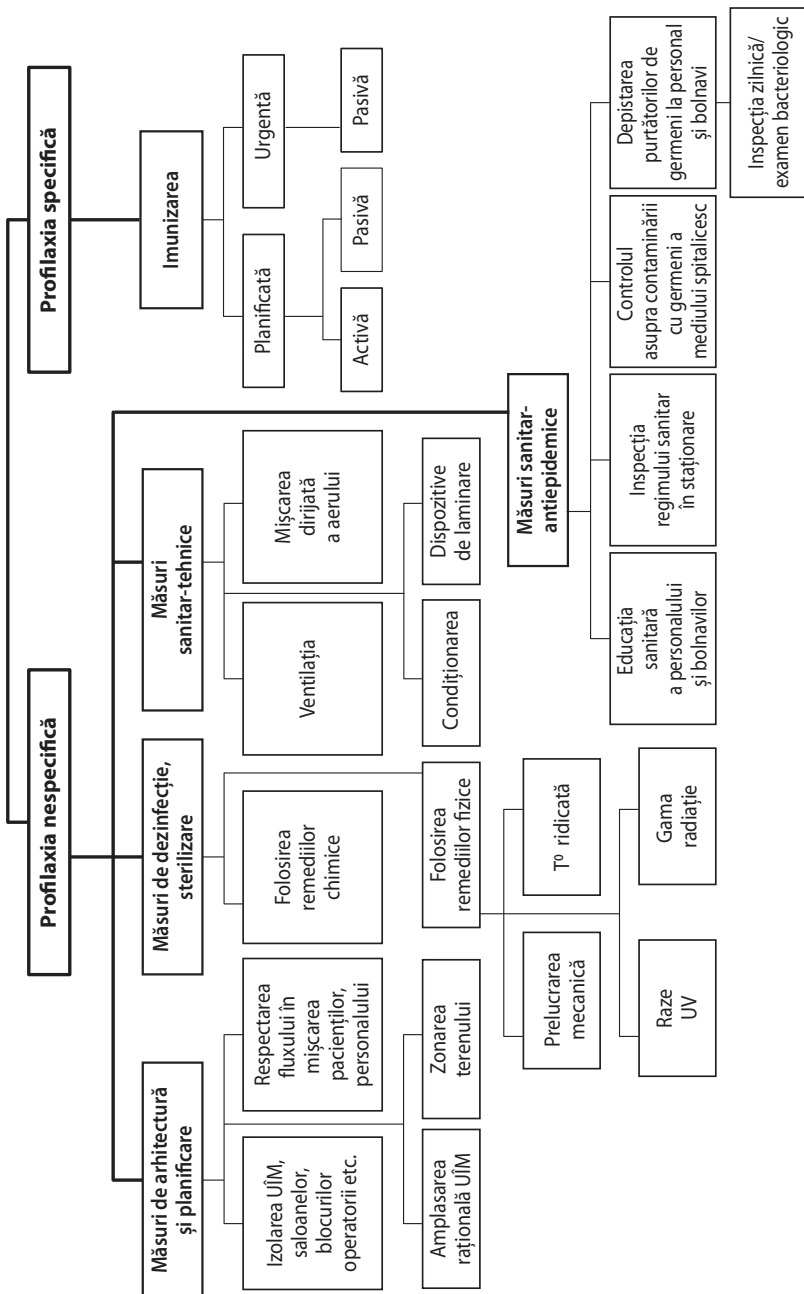 Profilaxia nespecifică
Profilaxia specifică
Măsuri de arhitectură
și planificare
Măsuri de dezinfecție,
sterilizare
Măsuri
sanitar-tehnice
Imunizarea
Izolarea UÎM,
saloanelor,
blocurilor
operatorii etc.
Respectarea
fluxului în
mișcarea
pacienților,
personalului
Amplasarea
rațională UÎM
Zonarea
terenului
Folosirea
remediilor
chimice
Folosirea
remediilor fizice
Prelucrarea
mecanică
Tº ridicată
Raze
UV
Gama
radiație
Ventilația
Mișcarea
dirijată
a aerului
Condiționarea
Dispozitive
de laminare
Planificată
Urgentă
Activă
Pasivă
Pasivă
Măsuri sanitar-
antiepidemice
Educația
sanitară
a personalului
și bolnavilor
Inspecția
regimului sanitar
în staționare
Controlul
asupra contaminării
cu germeni a
mediului spitalicesc
Depistarea
purtătorilor de
germeni la personal
și bolnavi
Inspecția zilnică/
examen bacteriologic